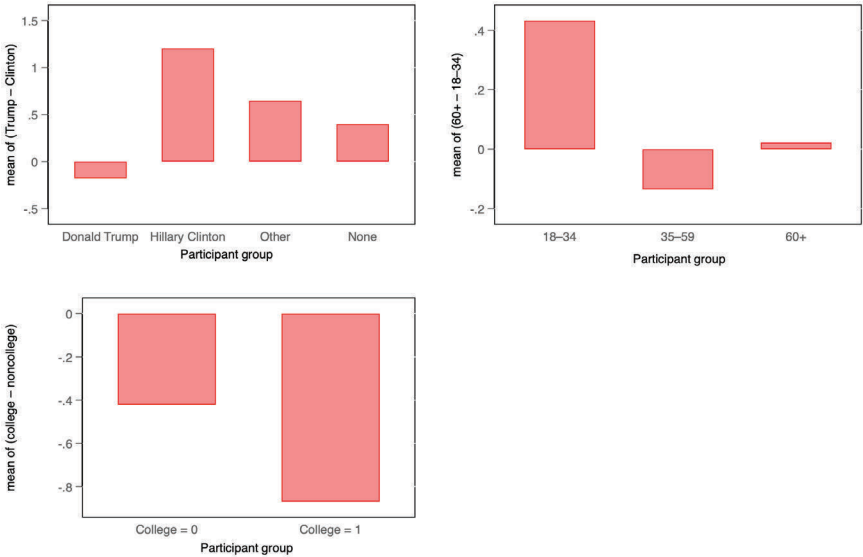 mean of (Trump – Clinton)
1.5
1
.5
0
-.5
Donald Trump Hillary Clinton Other None
Participant group
mean of (60+ – 18–34)
.4
.2
0
-.2
18–34 35–59 60+
Participant group
mean of (college – noncollege)
0
-.2
-.4
-.6
-.8
College = 0 College = 1
Participant group